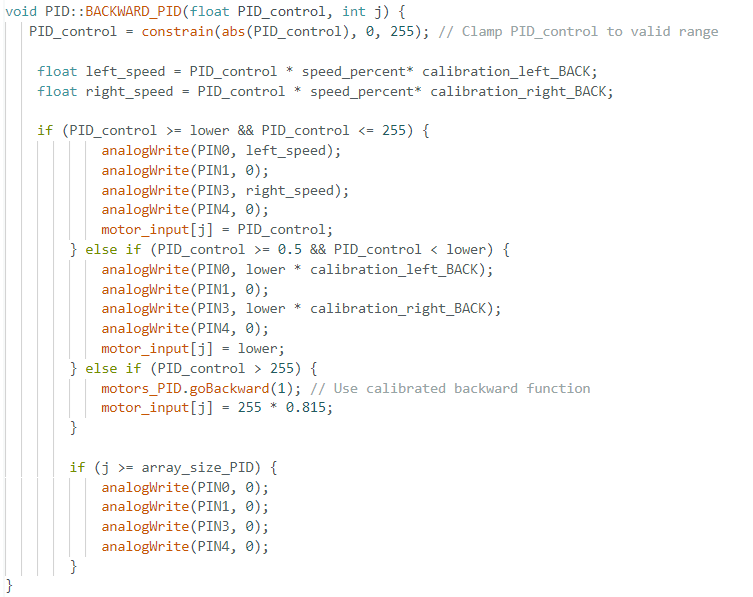 void PID::BACKWARD_PID(float PID_control, int j) {
PID_control = constrain(abs(PID_control), 0, 255); // Clamp PID_control to valid range
float left_speed = PID_control * speed_percent* calibration_left_BACK;
float right_speed = PID_control * speed_percent* calibration_right_BACK;
if (PID_control >= lower && PID_control <= 255) {
analogWrite(PIN0, left_speed);
analogWrite(PIN1, 0);
analogWrite(PIN3, right_speed);
analogWrite(PIN4, 0);
motor_input[j] = PID_control;
} else if (PID_control >= 0.5 && PID_control < lower) {
analogWrite(PIN0, lower * calibration_left_BACK);
analogWrite(PIN1, 0);
analogWrite(PIN3, lower * calibration_right_BACK);
analogWrite(PIN4, 0);
motor_input[j] = lower;
} else if (PID_control > 255) {
motors_PID.goBackward(1); // Use calibrated backward function
motor_input[j] = 255 * 0.815;
}
if (j >= array_size_PID) {
analogWrite(PIN0, 0);
analogWrite(PIN1, 0);
analogWrite(PIN3, 0);
analogWrite(PIN4, 0);
}
}